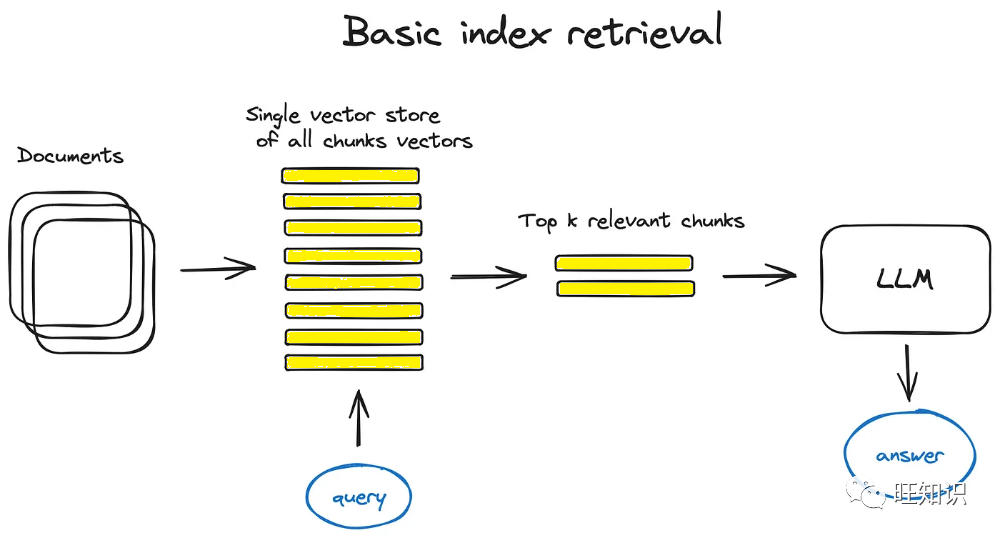 Basic index retrieval
Single vector store
of all chunks vectors
Documents
Top k relevant chunks
LLM
query
answer
旺知识